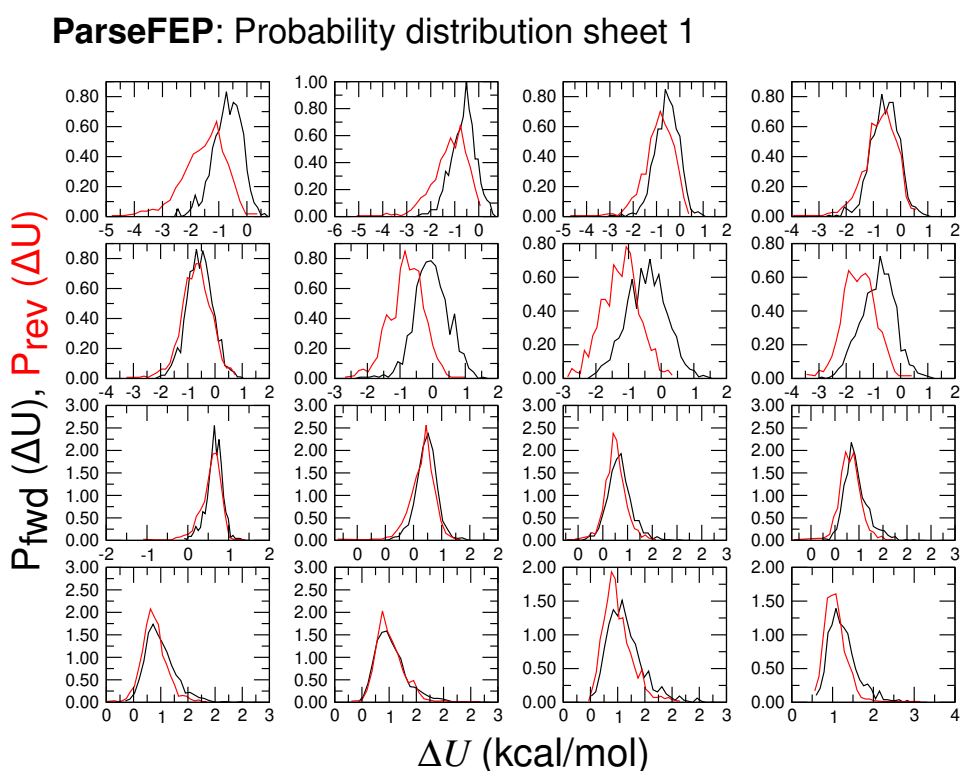 ParseFEP: Probability distribution sheet 1
Pfwd (ΔU), Prev (ΔU)
0.80 1.00 0.80 0.80
0.60 0.80 0.60 0.60
0.40 0.60 0.40 0.40
0.20 0.40 0.20 0.20
0.20
0.00 0.00 0.00 0.00
-5 -4 -3 -2 -1 0 -6 -5 -4 -3 -2 -1 0 -5 -4 -3 -2 -1 0 1 2 -4 -3 -2 -1 0 1 2
0.80 0.80 0.80 0.80
0.60 0.60 0.60 0.60
0.40 0.40 0.40 0.40
0.20 0.20 0.20 0.20
0.00 0.00 0.00 0.00
-4 -3 -2 -1 0 1 2 -3 -2 -1 0 1 2 -3 -2 -1 0 1 2 -4 -3 -2 -1 0 1 2
3.00 3.00 3.00 3.00
2.50 2.50 2.50 2.50
2.00 2.00 2.00 2.00
1.50 1.50 1.50 1.50
1.00 1.00 1.00 1.00
0.50 0.50 0.50 0.50
0.00 0.00 0.00 0.00
-2 -1 0 1 2 -1 0 0 1 1 2 2 0 0 1 1 2 2 3 0 0 1 1 2 2 3
3.00 3.00 2.00 2.00
2.50 2.50
2.00 2.00 1.50 1.50
1.50 1.50 1.00 1.00
1.00 1.00
0.50 0.50 0.50 0.50
0.00 0.00 0.00 0.00
0 0 1 2 2 2 3 0 1 2 2 3 0 0 1 2 2 2 3 0 1 2 3 4
ΔU (kcal/mol)